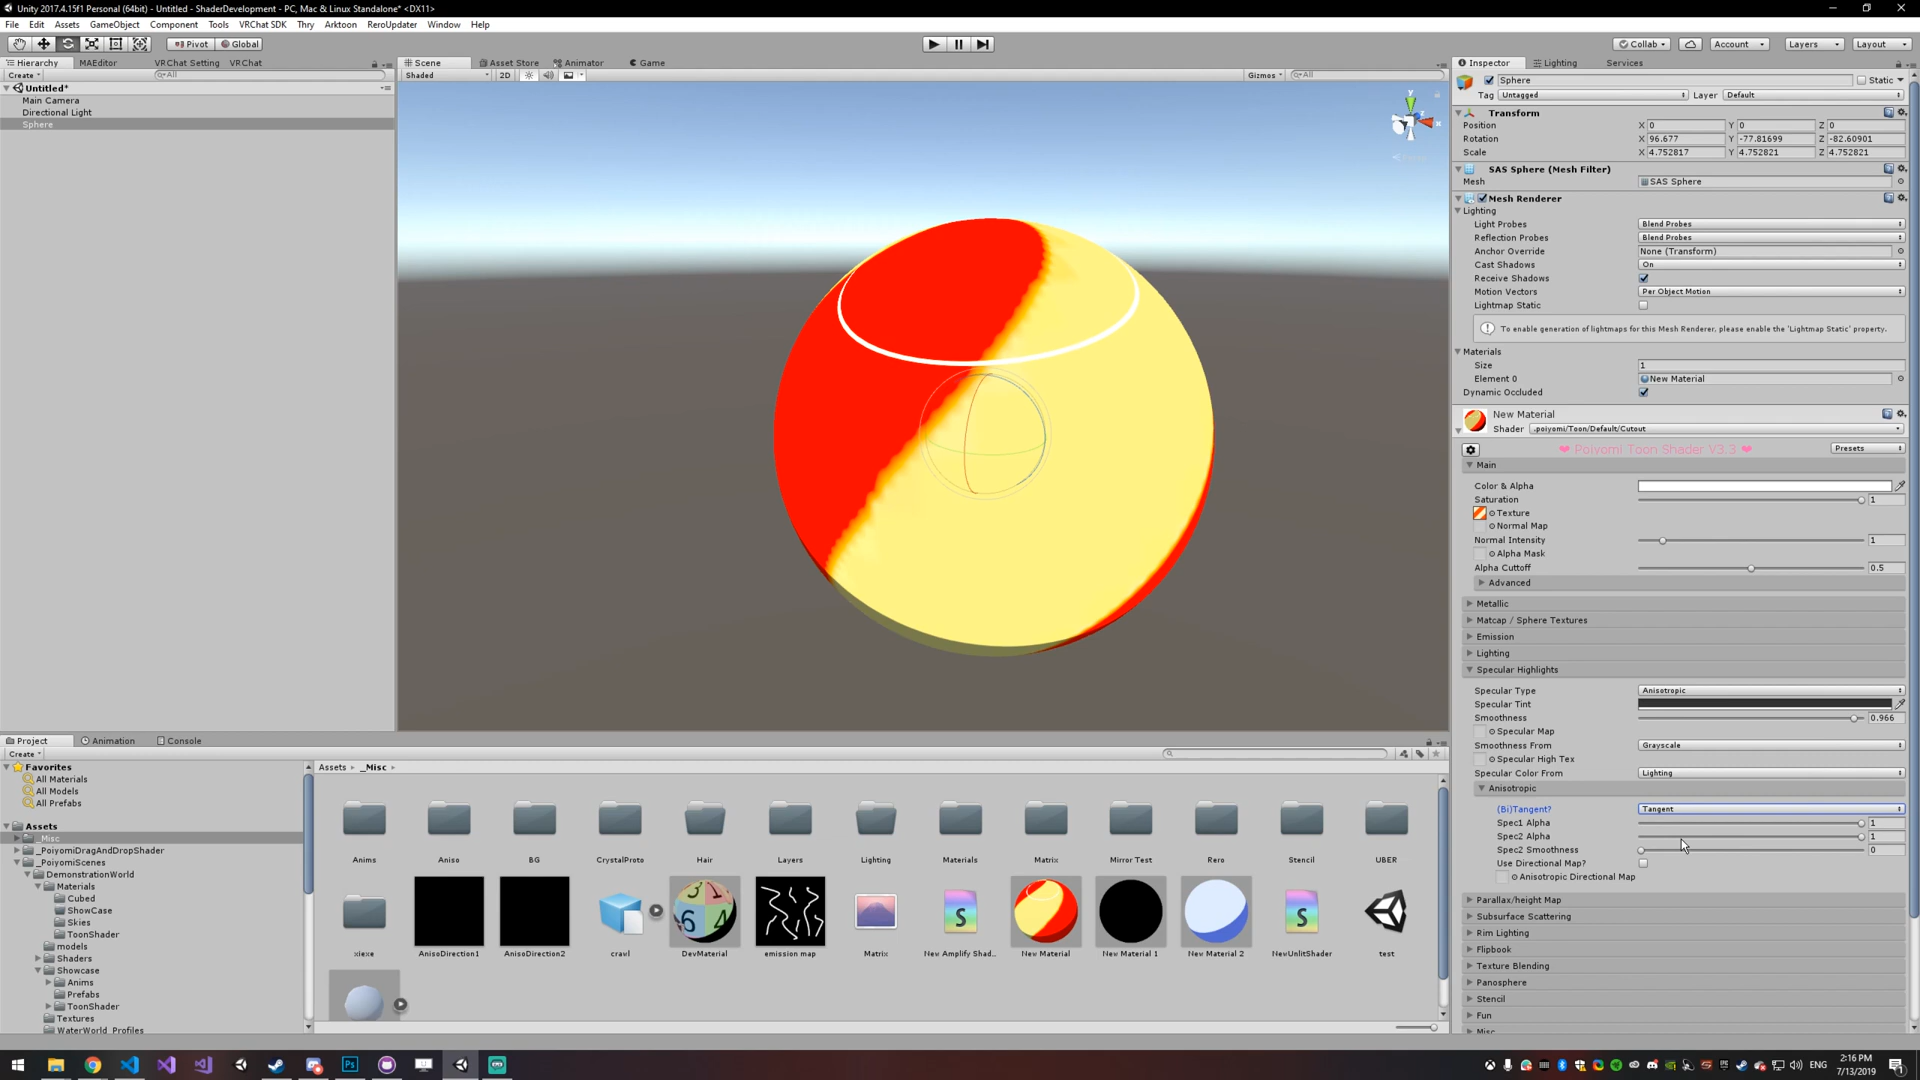 Unity 2017.4.15f1 Personal (64bit) - Untitled - ShaderDevelopment - PC, Mac & Linux Standalone* <DX11>
File Edit Assets GameObject Component Tools VRChat SDK Thry Arktoon ReroUpdater Window Help
Pivot Global Collab Account Layers Layout
Hierarchy MAEditor VRChat Setting VRChat
Create All
Untitled*
Main Camera
Directional Light
Sphere
Scene Asset Store Animator Game
Shaded 2D Gizmos All
y
x
Inspector Lighting Services
Sphere Static
Tag Untagged Layer Default
Transform
Position X 0 Y 0 Z 0
Rotation X 96.677 Y -77.81699 Z -82.60901
Scale X 4.752817 Y 4.752821 Z 4.752821
SAS Sphere (Mesh Filter)
Mesh SAS Sphere
Mesh Renderer
Lighting
Light Probes Blend Probes
Reflection Probes Blend Probes
Anchor Override None (Transform)
Cast Shadows On
Receive Shadows
Motion Vectors Per Object Motion
Lightmap Static
To enable generation of lightmaps for this Mesh Renderer, please enable the 'Lightmap Static' property.
Materials
Size 1
Element 0 New Material
Dynamic Occluded
New Material
Shader .poiyomi/Toon/Default/Cutout
❤ Poiyomi Toon Shader V3.3 ❤ Presets
Main
Color & Alpha
Saturation 1
Texture
Normal Map
Normal Intensity 1
Alpha Mask
Alpha Cuttoff 0.5
Advanced
Metallic
Matcap / Sphere Textures
Emission
Lighting
Specular Highlights
Specular Type Anisotropic
Specular Tint
Smoothness 0.966
Specular Map
Smoothness From Grayscale
Specular High Tex
Specular Color From Lighting
Anisotropic
(Bi)Tangent? Tangent
Spec1 Alpha 1
Spec2 Alpha 1
Spec2 Smoothness 0
Use Directional Map?
Anisotropic Directional Map
Parallax/height Map
Subsurface Scattering
Rim Lighting
Flipbook
Texture Blending
Panosphere
Stencil
Fun
Misc
Project Animation Console
Create
Favorites
All Materials
All Models
All Prefabs
Assets
_Misc
_PoiyomiDragAndDropShader
_PoiyomiScenes
DemonstrationWorld
Materials
Cubed
ShowCase
Skies
ToonShader
models
Shaders
Showcase
Anims
Prefabs
ToonShader
Textures
WaterWorld_Profiles
Assets _Misc
Anims Aniso BG CrystalProto Hair Layers Lighting Materials Matrix Mirror Test Rero Stencil UBER
xiexe AnisoDirection1 AnisoDirection2 crawl DevMaterial emission map Matrix New Amplify Shad... New Material New Material 1 New Material 2 NewUnlitShader test
ENG
2:16 PM
7/13/2019